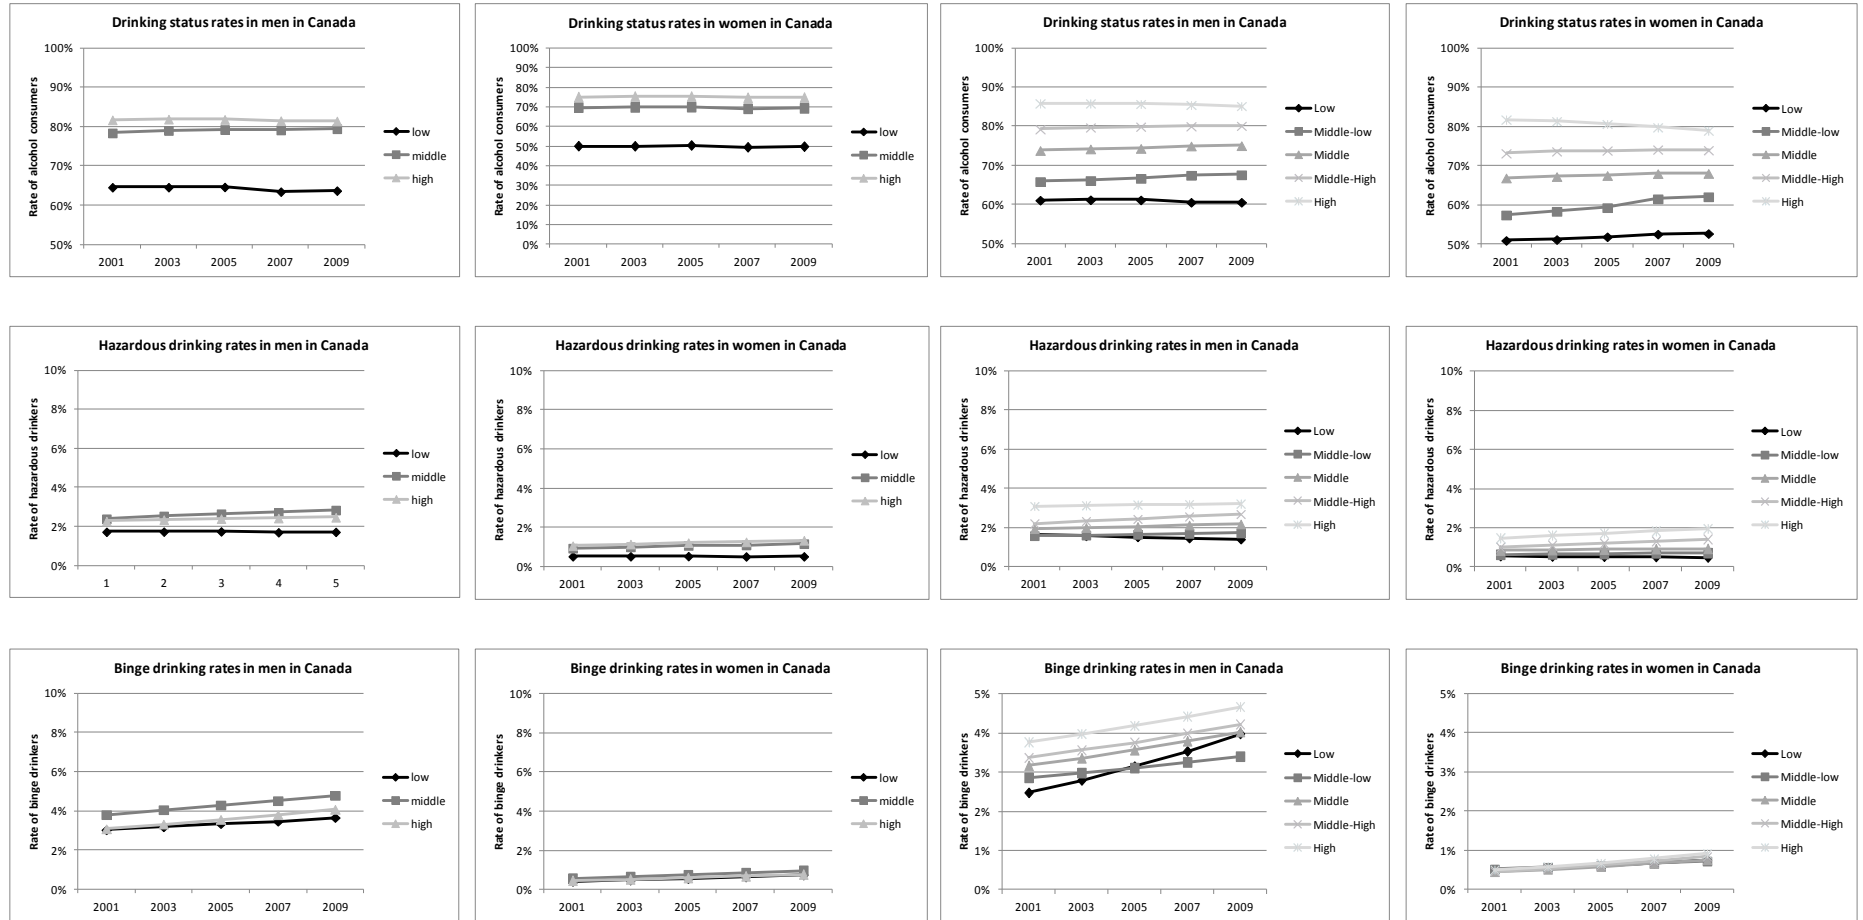 Drinking status rates in men in Canada
Rate of alcohol consumers
100%
90%
80%
70%
60%
50%
2001 2003 2005 2007 2009
low
middle
high
Drinking status rates in women in Canada
Rate of alcohol consumers
100%
90%
80%
70%
60%
50%
40%
30%
20%
10%
0%
2001 2003 2005 2007 2009
low
middle
high
Drinking status rates in men in Canada
Rate of alcohol consumers
100%
90%
80%
70%
60%
50%
2001 2003 2005 2007 2009
Low
Middle-low
Middle
Middle-High
High
Drinking status rates in women in Canada
Rate of alcohol consumers
100%
90%
80%
70%
60%
50%
2001 2003 2005 2007 2009
Low
Middle-low
Middle
Middle-High
High
Hazardous drinking rates in men in Canada
Rate of hazardous drinkers
10%
8%
6%
4%
2%
0%
1 2 3 4 5
low
middle
high
Hazardous drinking rates in women in Canada
Rate of hazardous drinkers
10%
8%
6%
4%
2%
0%
2001 2003 2005 2007 2009
low
middle
high
Hazardous drinking rates in men in Canada
Rate of hazardous drinkers
10%
8%
6%
4%
2%
0%
2001 2003 2005 2007 2009
Low
Middle-low
Middle
Middle-High
High
Hazardous drinking rates in women in Canada
Rate of hazardous drinkers
10%
8%
6%
4%
2%
0%
2001 2003 2005 2007 2009
Low
Middle-low
Middle
Middle-High
High
Binge drinking rates in men in Canada
Rate of binge drinkers
10%
8%
6%
4%
2%
0%
2001 2003 2005 2007 2009
low
middle
high
Binge drinking rates in women in Canada
Rate of binge drinkers
10%
8%
6%
4%
2%
0%
2001 2003 2005 2007 2009
low
middle
high
Binge drinking rates in men in Canada
Rate of binge drinkers
5%
4%
3%
2%
1%
0%
2001 2003 2005 2007 2009
Low
Middle-low
Middle
Middle-High
High
Binge drinking rates in women in Canada
Rate of binge drinkers
5%
4%
3%
2%
1%
0%
2001 2003 2005 2007 2009
Low
Middle-low
Middle
Middle-High
High